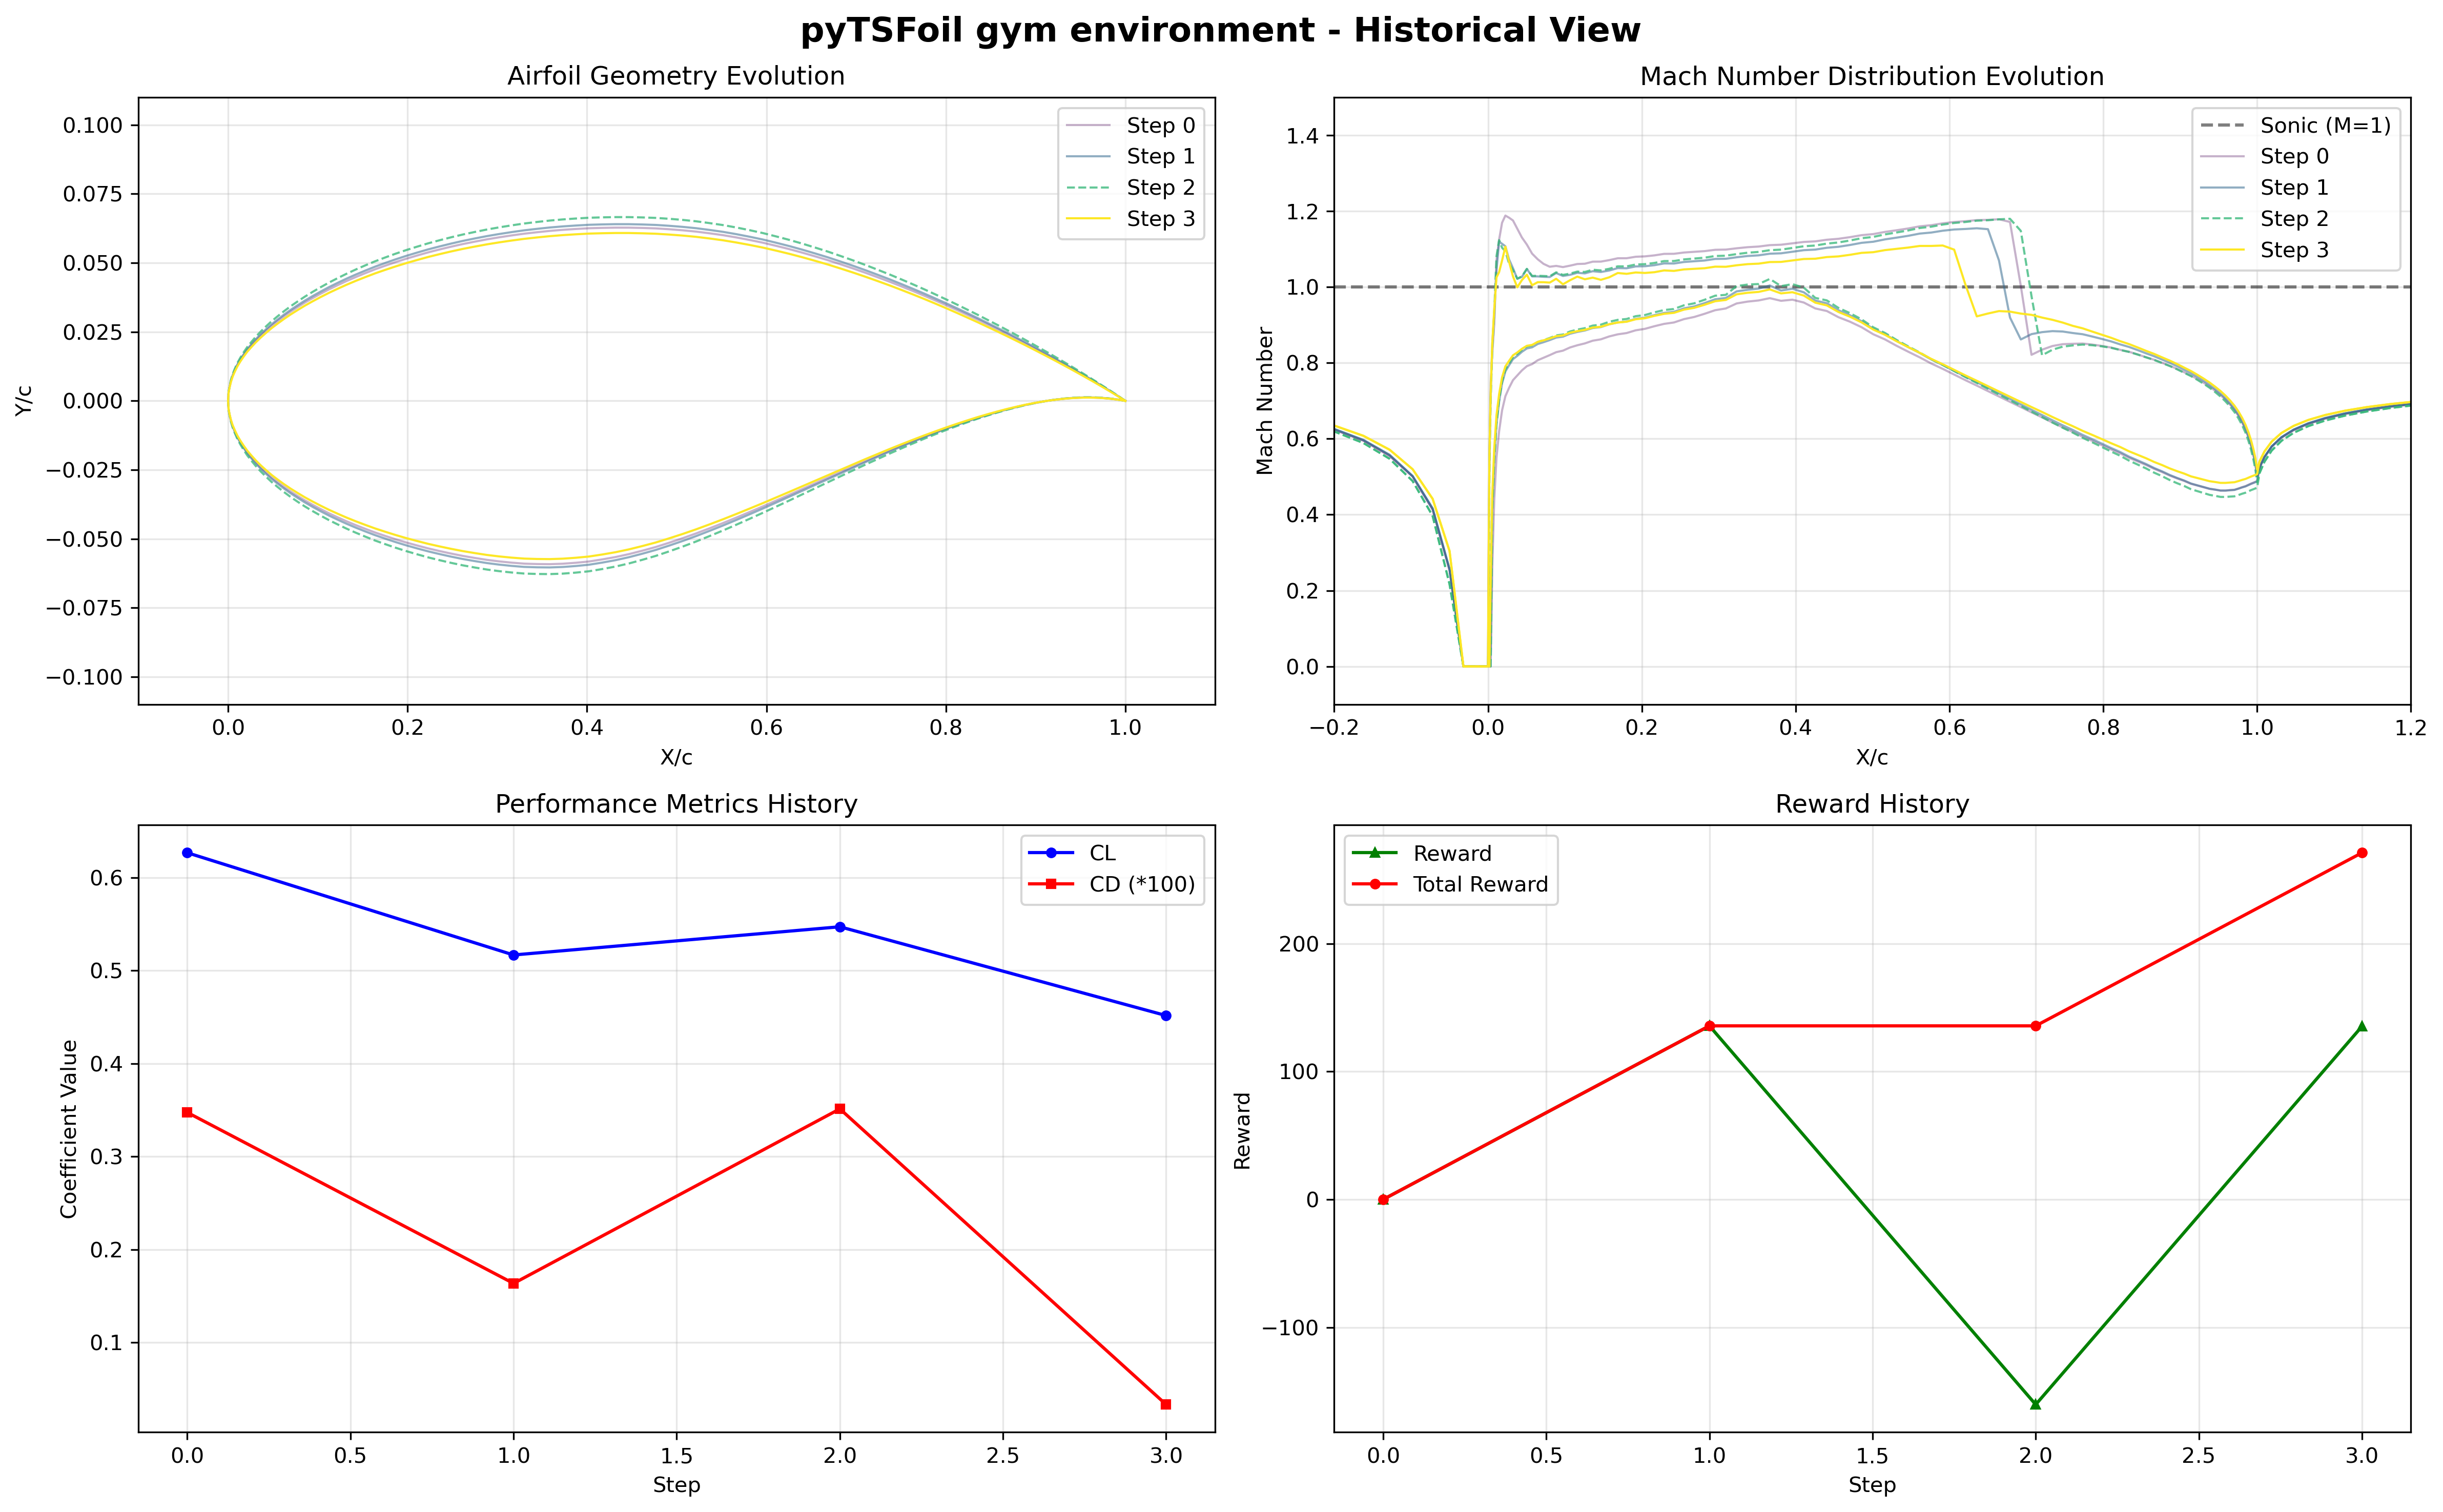 pyTSFoil gym environment - Historical View
Airfoil Geometry Evolution
Step 0
Step 1
Step 2
Step 3
0.100
0.075
0.050
0.025
0.000
−0.025
−0.050
−0.075
−0.100
Y/c
0.0 0.2 0.4 0.6 0.8 1.0
X/c
Mach Number Distribution Evolution
Sonic (M=1)
Step 0
Step 1
Step 2
Step 3
1.4
1.2
1.0
0.8
0.6
0.4
0.2
0.0
Mach Number
−0.2 0.0 0.2 0.4 0.6 0.8 1.0 1.2
X/c
Performance Metrics History
CL
CD (*100)
0.6
0.5
0.4
0.3
0.2
0.1
Coefficient Value
0.0 0.5 1.0 1.5 2.0 2.5 3.0
Step
Reward History
Reward
Total Reward
200
100
0
−100
Reward
0.0 0.5 1.0 1.5 2.0 2.5 3.0
Step